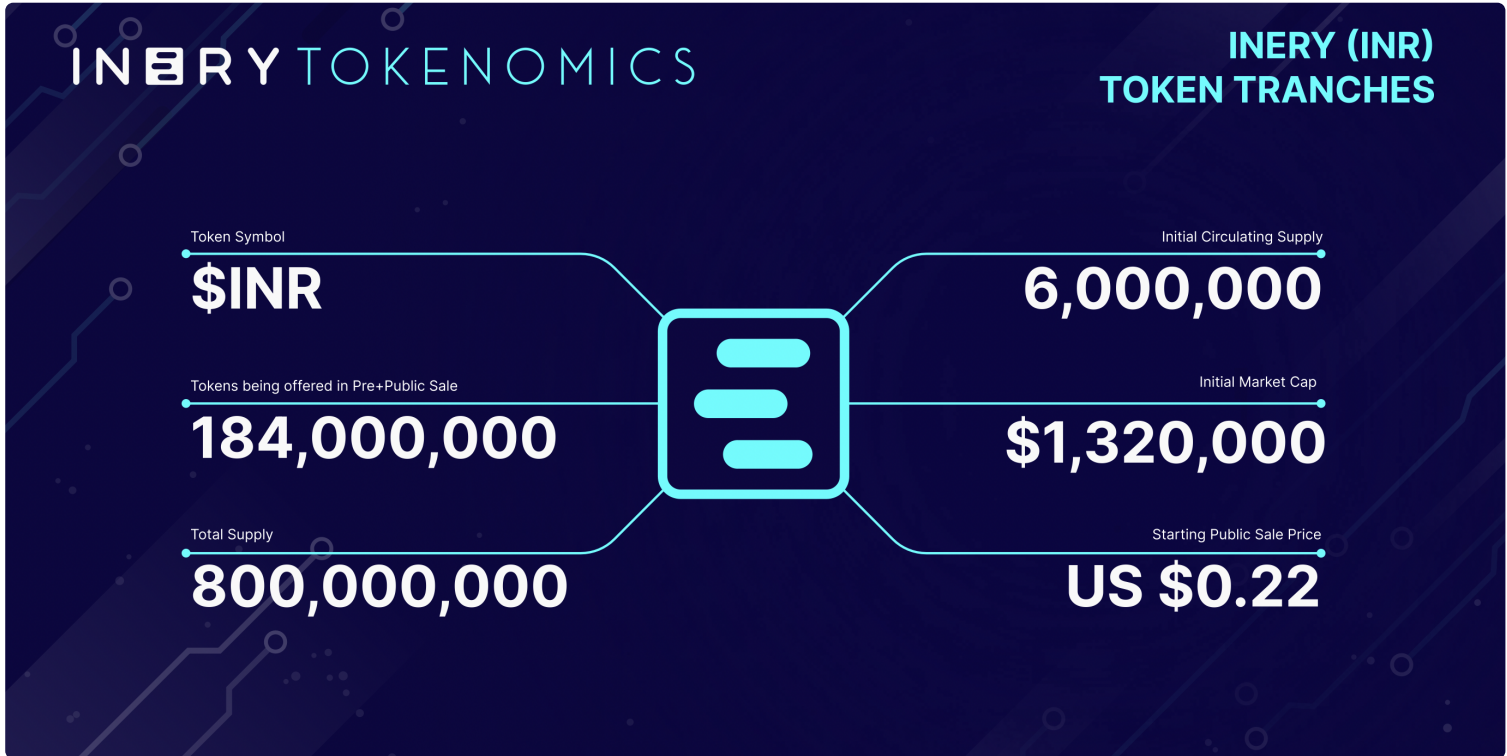 INERY TOKENOMICS
INERY (INR)
TOKEN TRANCHES
Token Symbol
$INR
Tokens being offered in Pre+Public Sale
184,000,000
Total Supply
800,000,000
Initial Circulating Supply
6,000,000
Initial Market Cap
$1,320,000
Starting Public Sale Price
US $0.22